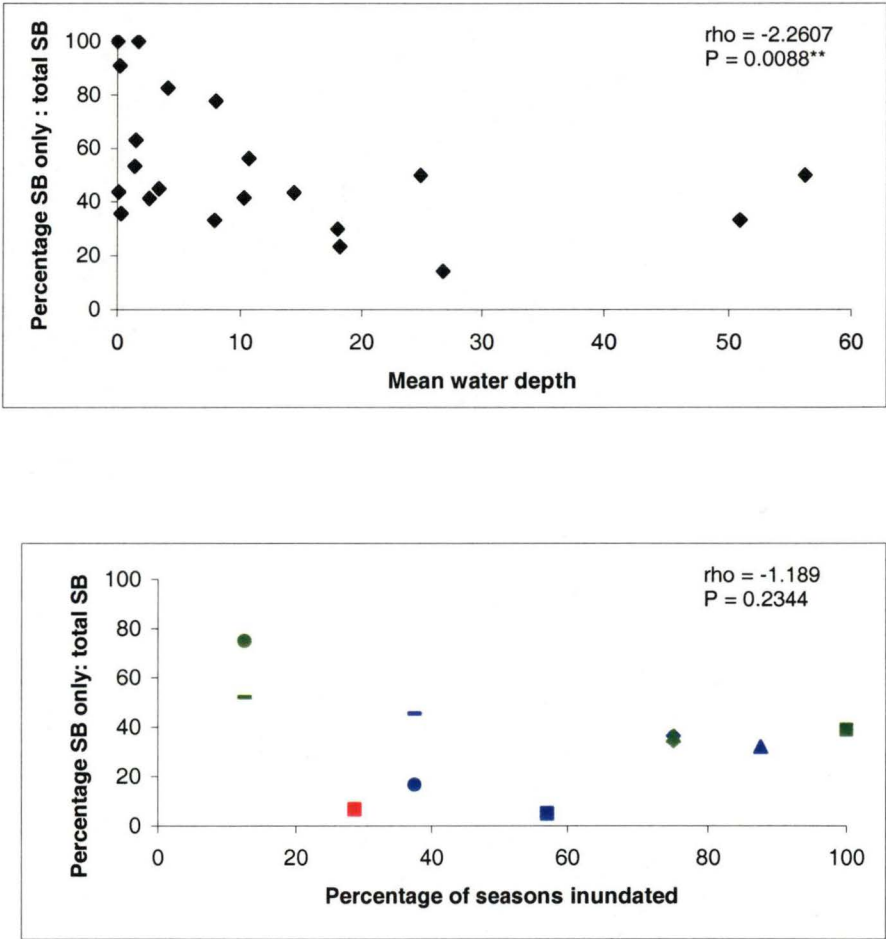 rho = -2.2607
P = 0.0088**
Percentage SB only : total SB
100
80
60
40
20
0
0 10 20 30 40 50 60
Mean water depth
rho = -1.189
P = 0.2344
Percentage SB only: total SB
100
80
60
40
20
0
0 20 40 60 80 100
Percentage of seasons inundated